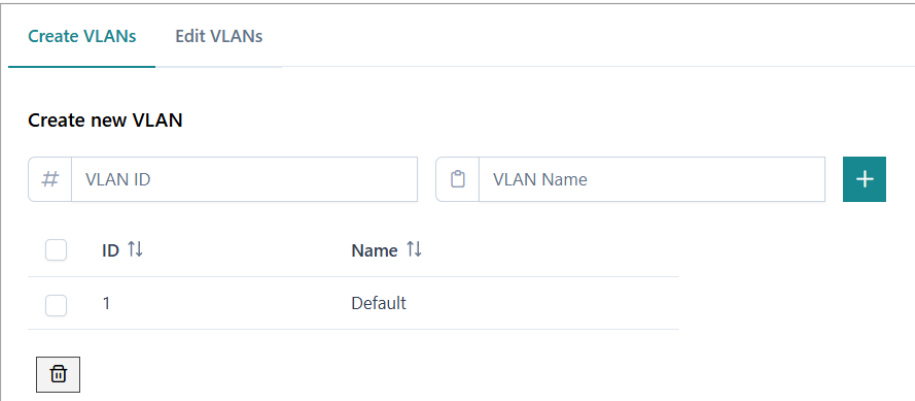 Create VLANs Edit VLANs
Create new VLAN
# VLAN ID VLAN Name +
ID Name
1 Default